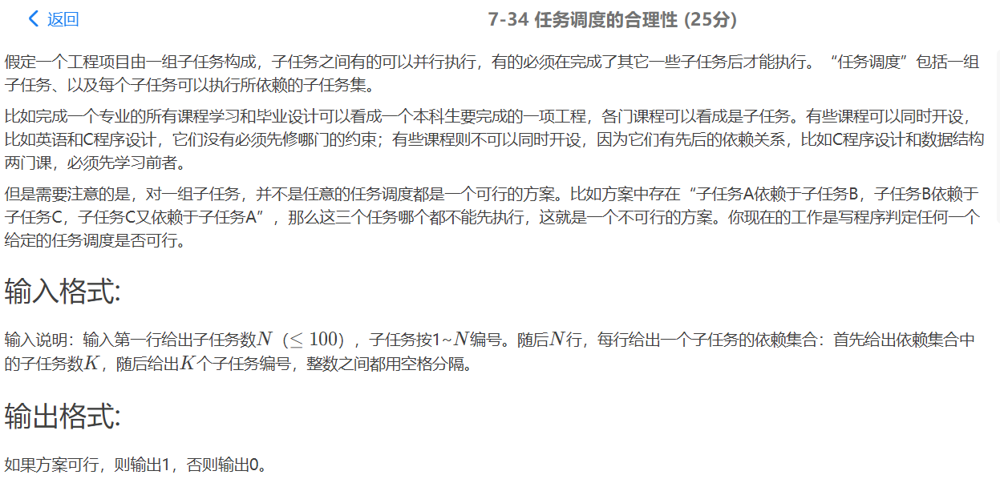 返回
7-34 任务调度的合理性 (25分)
假定一个工程项目由一组子任务构成，子任务之间有的可以并行执行，有的必须在完成了其它一些子任务后才能执行。“任务调度”包括一组
子任务、以及每个子任务可以执行所依赖的子任务集。
比如完成一个专业的所有课程学习和毕业设计可以看成一个本科生要完成的一项工程，各门课程可以看成是子任务。有些课程可以同时开设，
比如英语和C程序设计，它们没有必须先修哪门的约束；有些课程则不可以同时开设，因为它们有先后的依赖关系，比如C程序设计和数据结构
两门课，必须先学习前者。
但是需要注意的是，对一组子任务，并不是任意的任务调度都是一个可行的方案。比如方案中存在“子任务A依赖于子任务B，子任务B依赖于
子任务C，子任务C又依赖于子任务A”，那么这三个任务哪个都不能先执行，这就是一个不可行的方案。你现在的工作是写程序判定任何一个
给定的任务调度是否可行。
输入格式:
输入说明：输入第一行给出子任务数N（≤ 100），子任务按1~N编号。随后N行，每行给出一个子任务的依赖集合：首先给出依赖集合中
的子任务数K，随后给出K个子任务编号，整数之间都用空格分隔。
输出格式:
如果方案可行，则输出1，否则输出0。